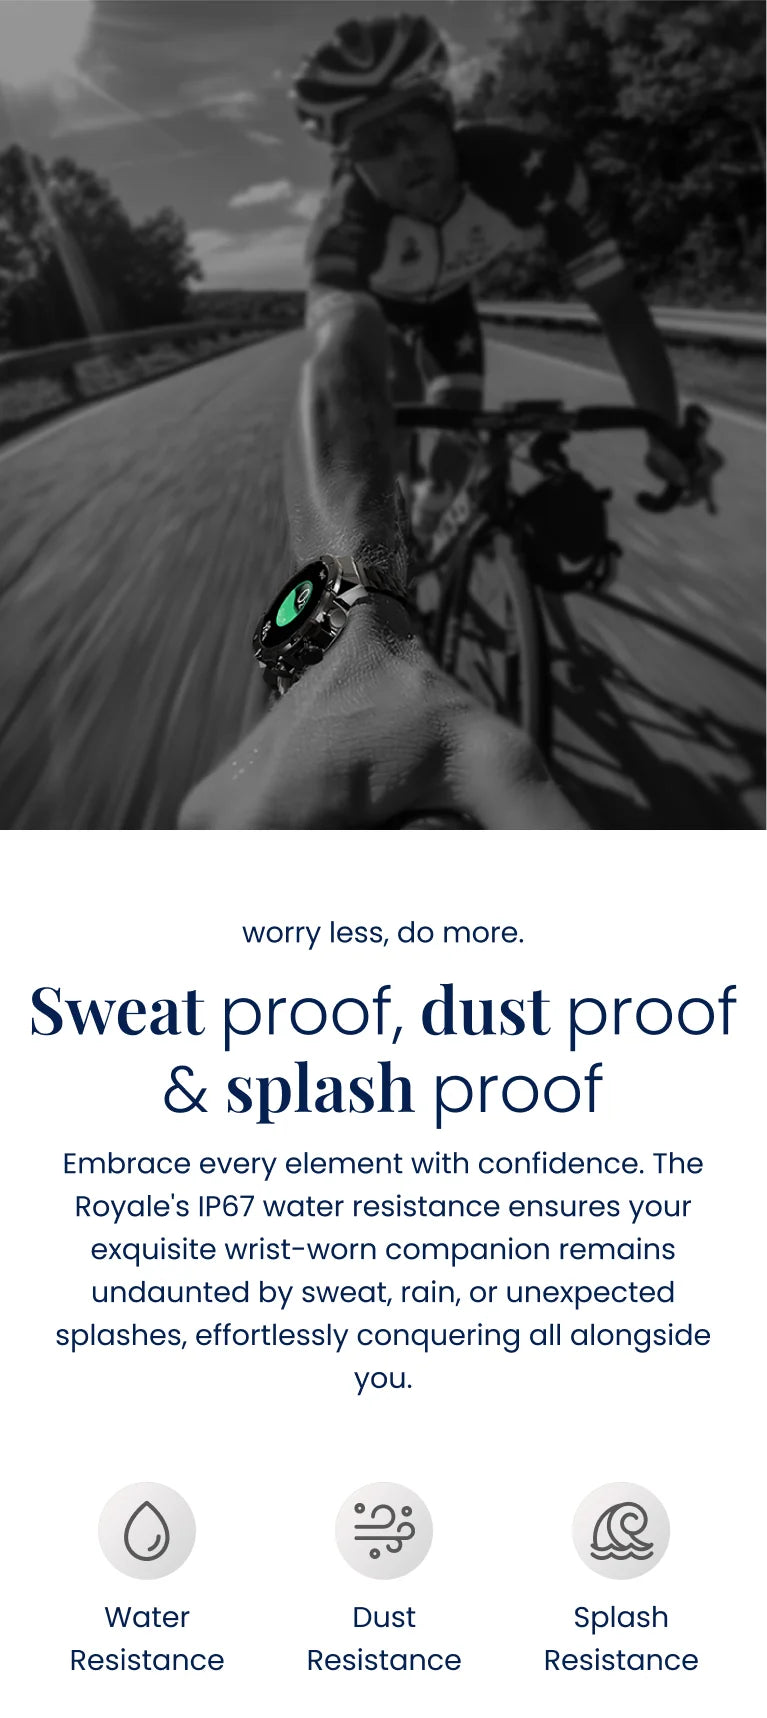 worry less, do more.
Sweat proof, dust proof
& splash proof
Embrace every element with confidence. The
Royale's IP67 water resistance ensures your
exquisite wrist-worn companion remains
undaunted by sweat, rain, or unexpected
splashes, effortlessly conquering all alongside
you.
Water Resistance
Dust Resistance
Splash Resistance